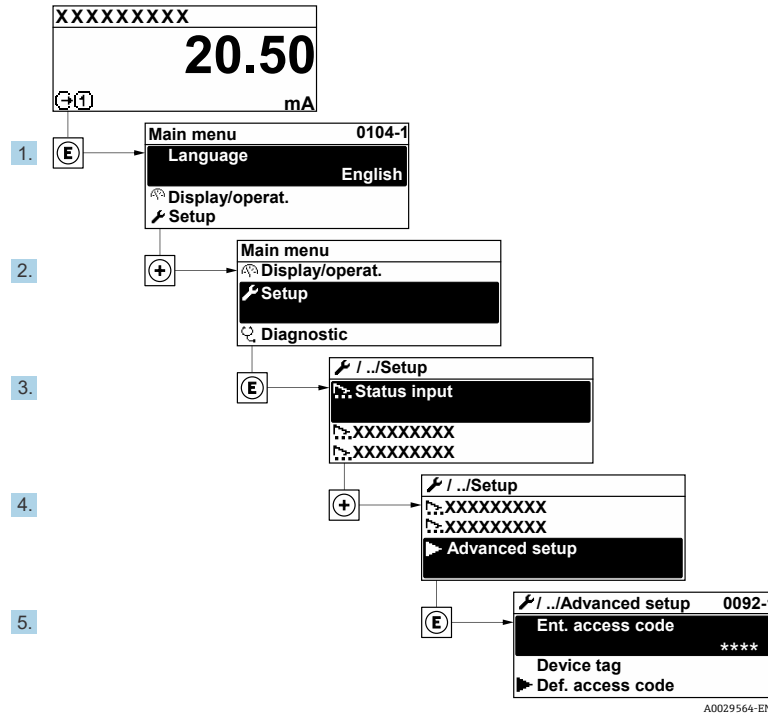 XXXXXXXXX
20.50
mA
1.
E
Main menu 0104-1
Language
English
Display/operat.
Setup
2.
+
Main menu
Display/operat.
Setup
Diagnostic
3.
E
/ ../Setup
Status input
XXXXXXXXX
XXXXXXXXX
4.
+
/ ../Setup
XXXXXXXXX
XXXXXXXXX
Advanced setup
5.
E
/ ../Advanced setup 0092-1
Ent. access code
****
Device tag
Def. access code
A0029564-EN